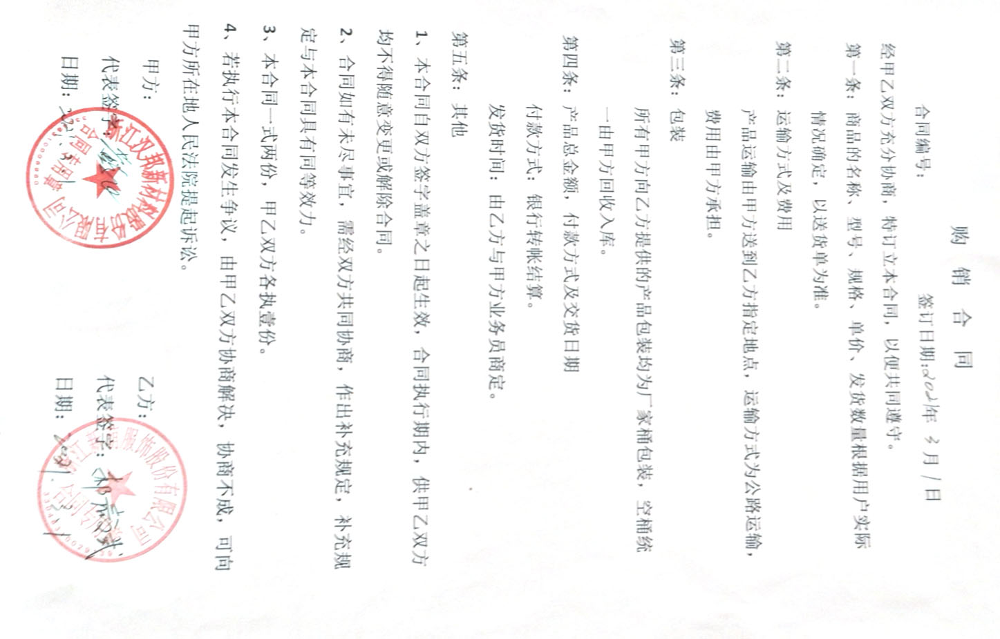 购 销 合 同
合同编号： 签订日期:2021年 3 月 1 日
经甲乙双方充分协商，特订立本合同，以便共同遵守。
第一条：商品的名称、型号、规格、单价、发货数量根据用户实际
情况确定，以送货单为准。
第二条：运输方式及费用
产品运输由甲方送到乙方指定地点，运输方式为公路运输，
费用由甲方承担。
第三条：包装
所有甲方向乙方提供的产品包装均为厂家桶包装，空桶统
一由甲方回收入库。
第四条：产品总金额，付款方式及交货日期
付款方式：银行转帐结算。
发货时间：由乙方与甲方业务员商定。
第五条：其他
1、本合同自双方签字盖章之日起生效，合同执行期内，供甲乙双方
均不得随意变更或解除合同。
2、合同如有未尽事宜，需经双方共同协商，作出补充规定，补充规
定与本合同具有同等效力。
3、本合同一式两份，甲乙双方各执壹份。
4、若执行本合同发生争议，由甲乙双方协商解决，协商不成，可向
甲方所在地人民法院提起诉讼。
甲方： 乙方：
代表签字： 代表签字：
日期：2021.3.1 日期：2021.3.1
浙江汉邦新材料股份有限公司
合同专用章
服饰股份有限公司
合同专用章